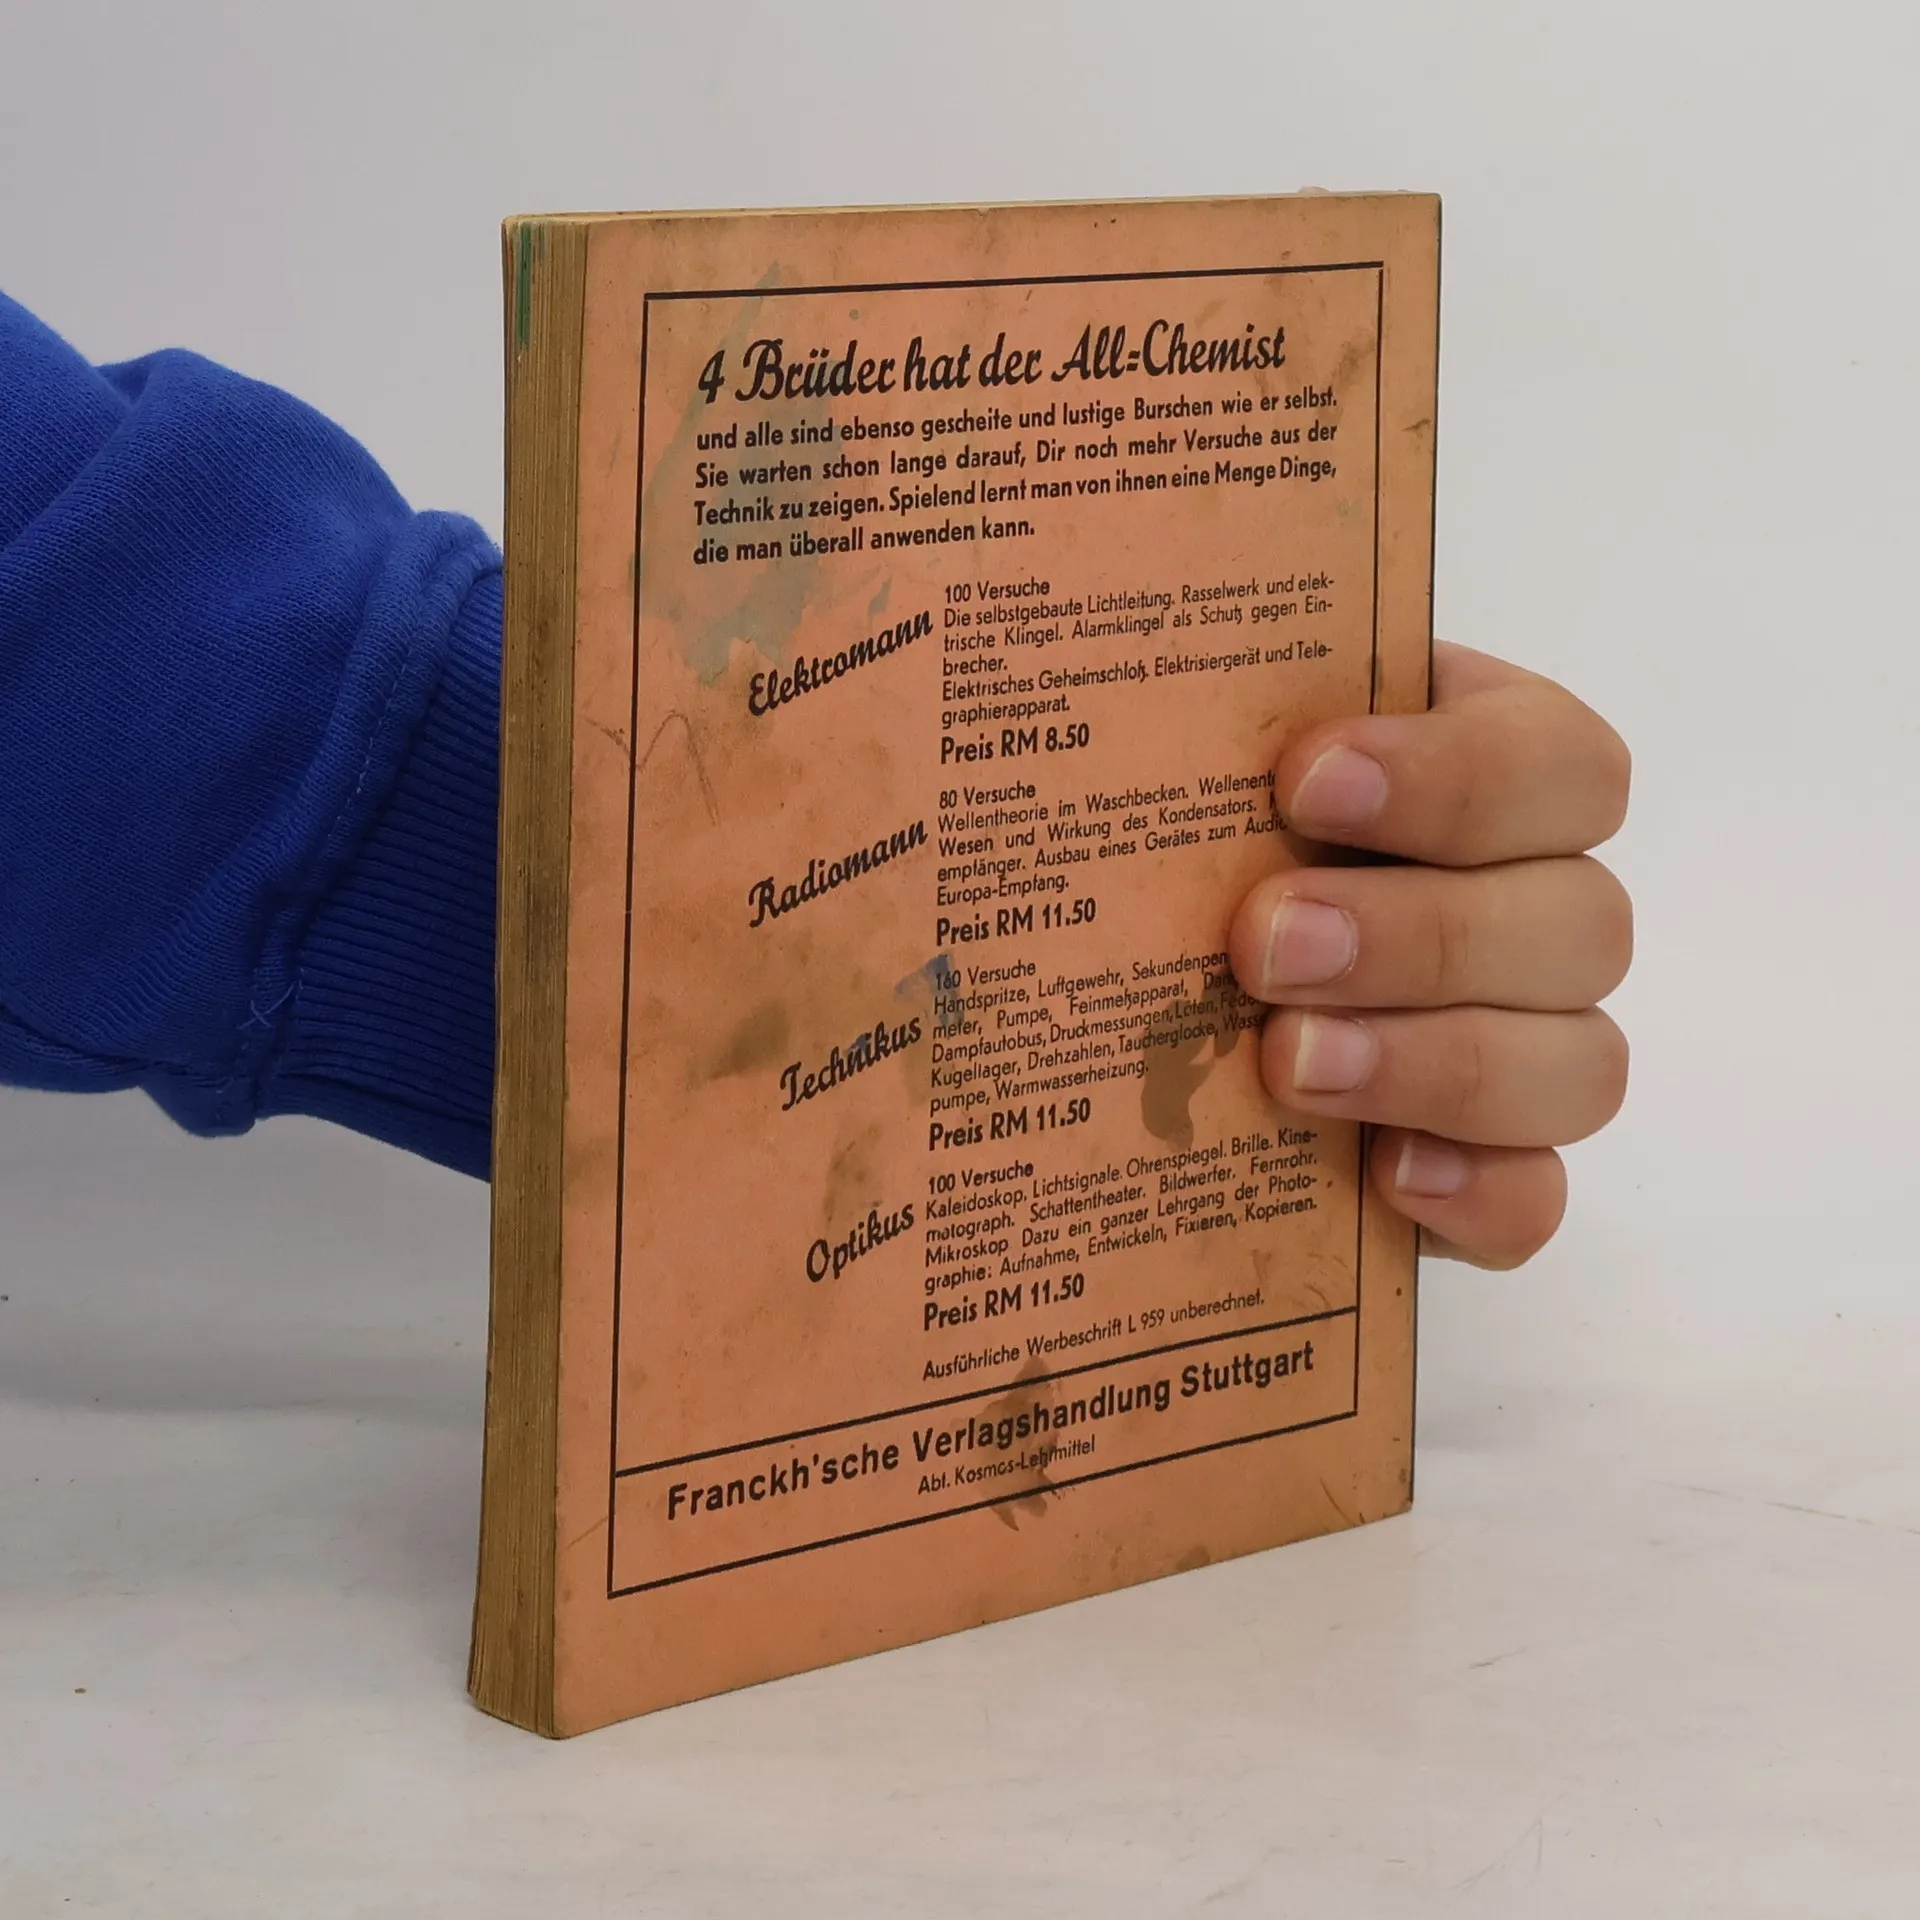 4 Brüder hat der All=Chemist
und alle sind ebenso gescheite und lustige Burschen wie er selbst.
Sie warten schon lange darauf, Dir noch mehr Versuche aus der
Technik zu zeigen. Spielend lernt man von ihnen eine Menge Dinge,
die man überall anwenden kann.
Elektromann
100 Versuche
Die selbstgebaute Lichtleitung. Rasselwerk und elek-
trische Klingel. Alarmklingel als Schutz gegen Ein-
brecher.
Elektrisches Geheimschloß. Elektrisiergerät und Tele-
graphierapparat.
Preis RM 8.50
Radiomann
80 Versuche
Wellentheorie im Waschbecken.
Wesen und Wirkung des Kondensators.
empfänger. Ausbau eines Gerätes zum
Europa-Empfang.
Preis RM 11.50
Technikus
160 Versuche
Handspritze, Luftgewehr,
meter, Pumpe, Feinmeßapparat,
Dampfautobus, Druckmessungen, Löten,
Kugellager, Drehzahlen, Taucherglocke,
pumpe, Warmwasserheizung.
Preis RM 11.50
Optikus
100 Versuche
Kaleidoskop, Lichtsignale. Ohrenspiegel. Brille. Kine-
matograph. Schattentheater. Bildwerfer. Fernrohr.
Mikroskop Dazu ein ganzer Lehrgang der Photo-
graphie: Aufnahme, Entwickeln, Fixieren, Kopieren.
Preis RM 11.50
Ausführliche Werbeschrift L 959 unberechnet.
Franckh'sche Verlagshandlung Stuttgart
Abt. Kosmos-Lehrmittel